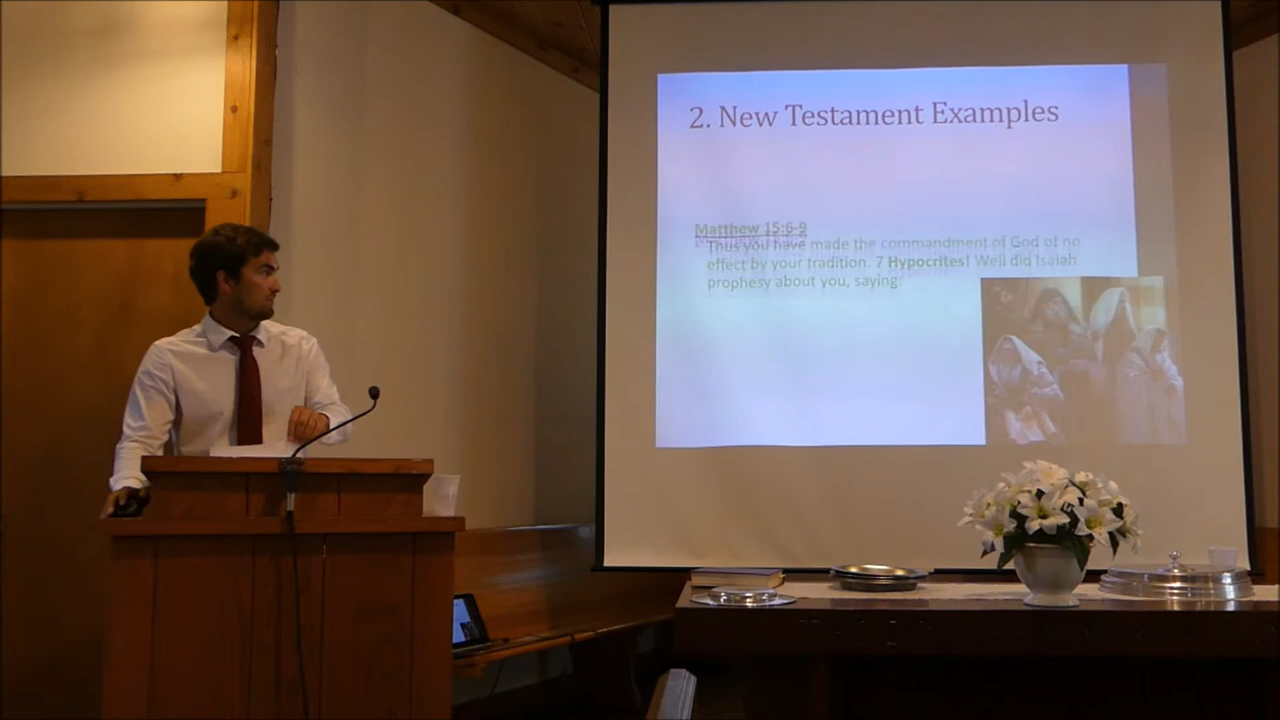 2. New Testament Examples
Matthew 15:6-9
Thus you have made the commandment of God of no
effect by your tradition. 7 Hypocrites! Well did Isaiah
prophesy about you, saying: